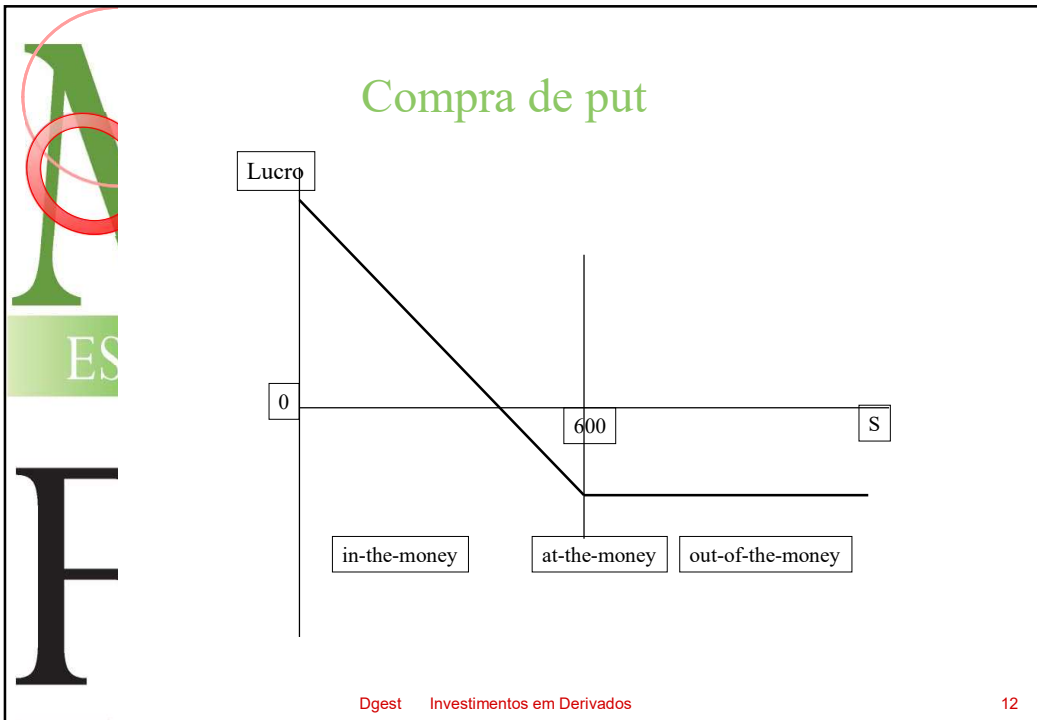 Compra de put
Lucro
ES
0
600
S
in-the-money
at-the-money
out-of-the-money
Dgest Investimentos em Derivados
12